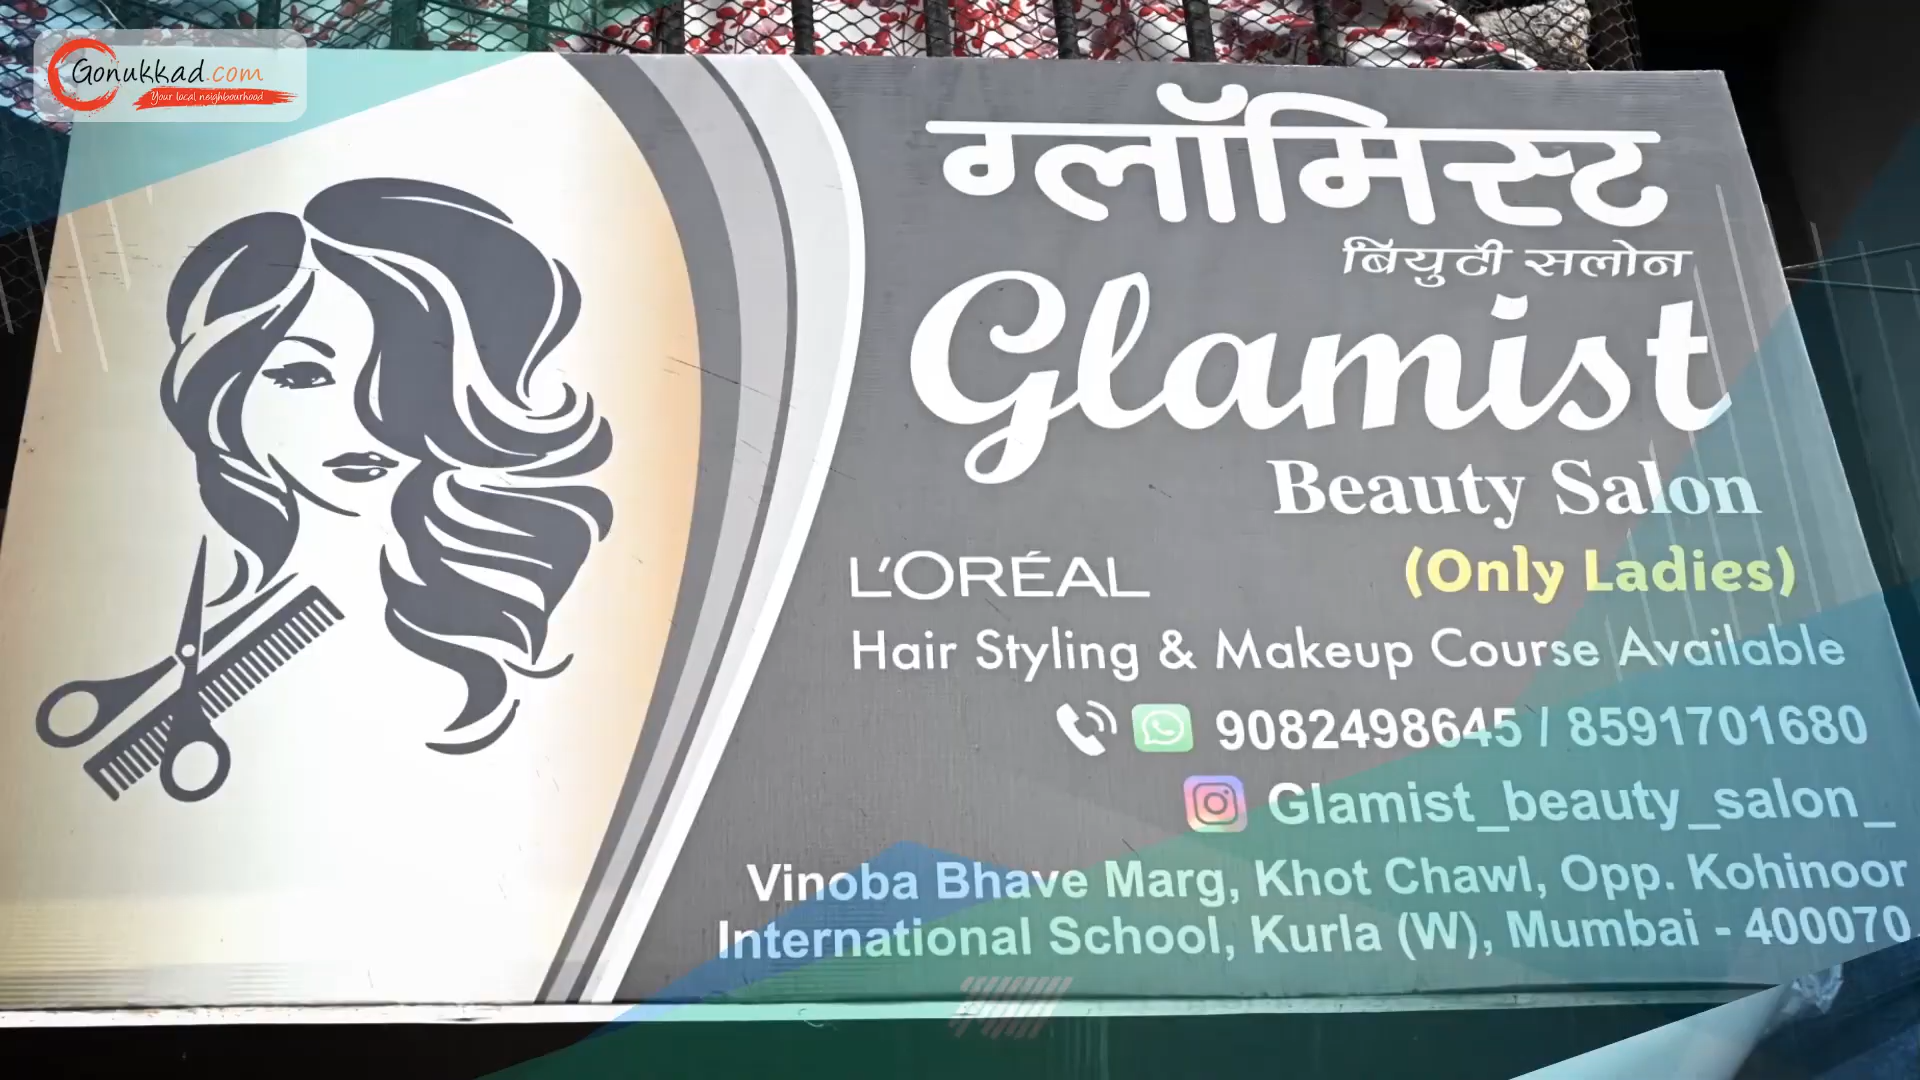 Gonukkad.com
Your local neighbourhood
ग्लॉमिस्ट
बियुटी सलोन
Glamist
Beauty Salon
(Only Ladies)
L'ORÉAL
Hair Styling & Makeup Course Available
9082498645 / 8591701680
Glamist_beauty_salon_
Vinoba Bhave Marg, Khot Chawl, Opp. Kohinoor
International School, Kurla (W), Mumbai - 400070